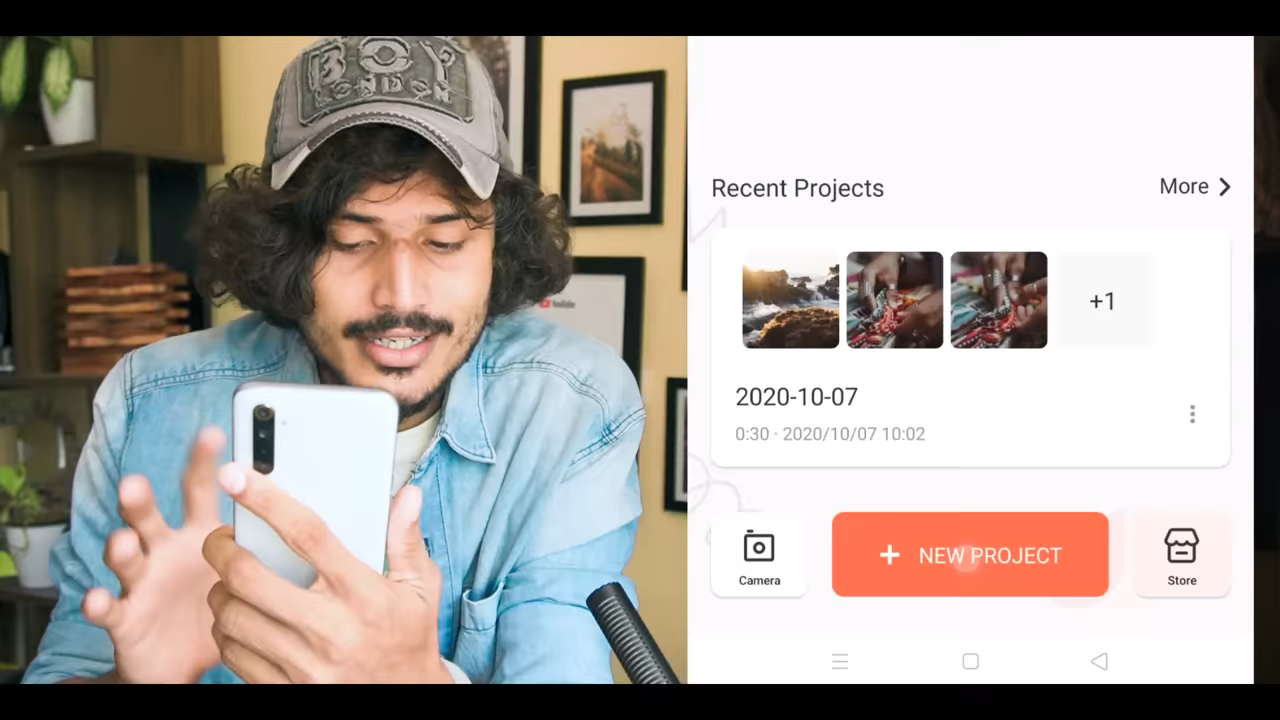 BOY
LONDON
YouTube
Recent Projects
More
+1
2020-10-07
0:30 · 2020/10/07 10:02
Camera
+ NEW PROJECT
Store